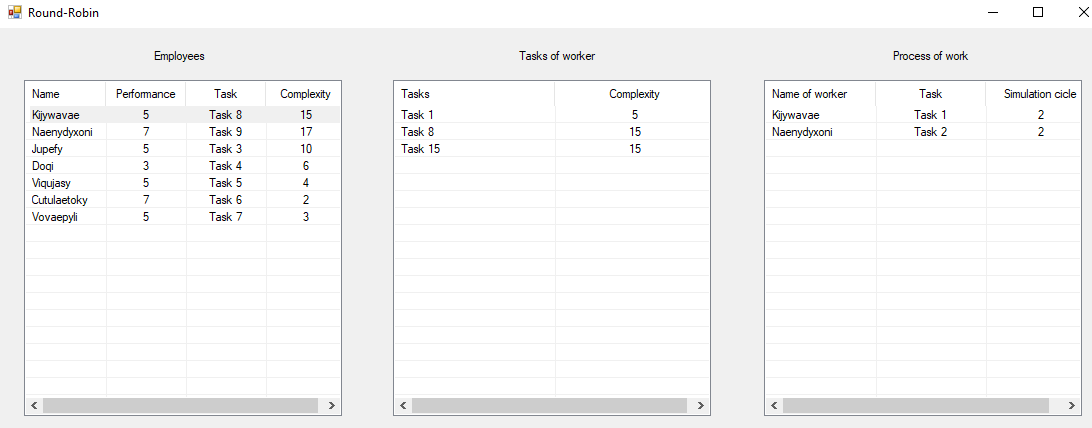 Round-Robin
Employees
Name Performance Task Complexity
Kijywavae 5 Task 8 15
Naenydyxoni 7 Task 9 17
Jupefy 5 Task 3 10
Doqi 3 Task 4 6
Viqujasy 5 Task 5 4
Cutulaetoky 7 Task 6 2
Vovaepyli 5 Task 7 3
Tasks of worker
Tasks Complexity
Task 1 5
Task 8 15
Task 15 15
Process of work
Name of worker Task Simulation cicle
Kijywavae Task 1 2
Naenydyxoni Task 2 2